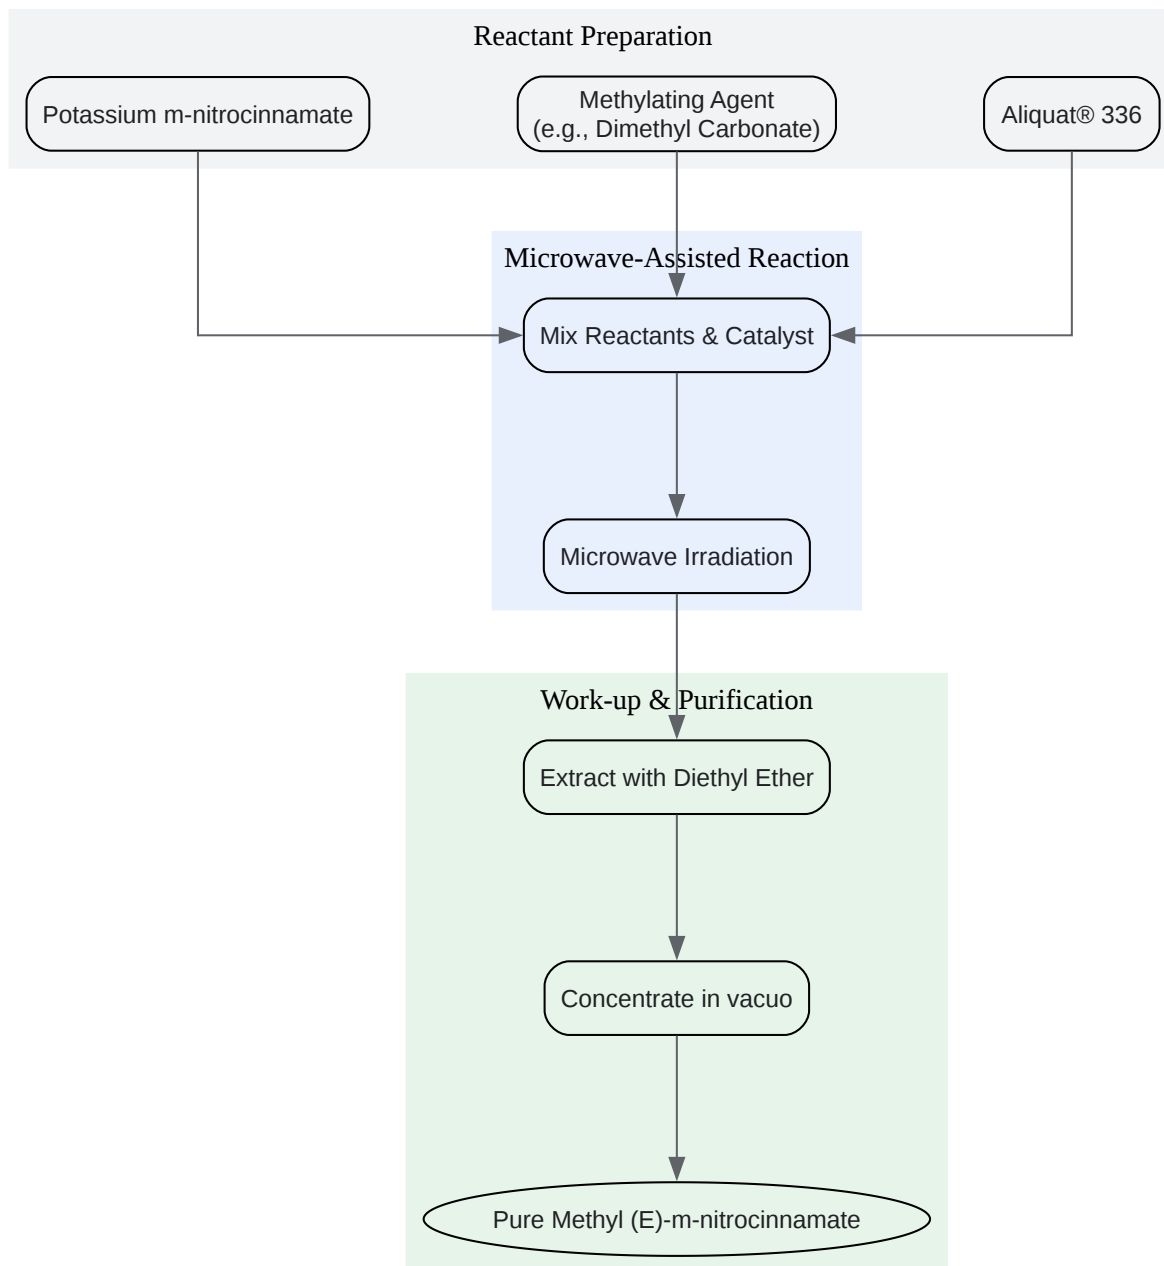 Reactant Preparation
Potassium m-nitrocinnamate
Methylating Agent
(e.g., Dimethyl Carbonate)
Aliquat® 336
Microwave-Assisted Reaction
Mix Reactants & Catalyst
Microwave Irradiation
Work-up & Purification
Extract with Diethyl Ether
Concentrate in vacuo
Pure Methyl (E)-m-nitrocinnamate